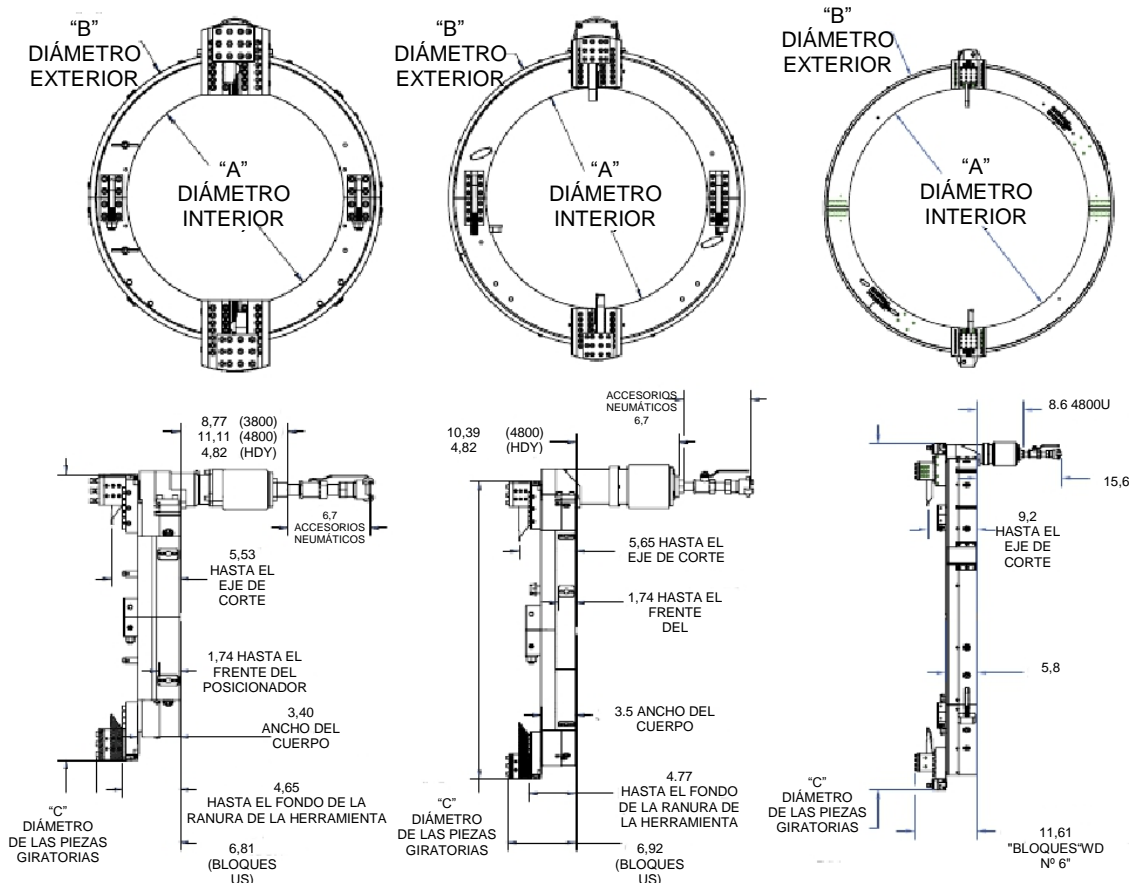 “B”
DIÁMETRO
EXTERIOR
“A”
DIÁMETRO
INTERIOR
“B”
DIÁMETRO
EXTERIOR
“A”
DIÁMETRO
INTERIOR
“B”
DIÁMETRO
EXTERIOR
“A”
DIÁMETRO
INTERIOR
8,77 (3800)
11,11 (4800)
4,82 (HDY)
6,7
ACCESORIOS
NEUMÁTICOS
5,53
HASTA EL
EJE DE
CORTE
1,74 HASTA EL
FRENTE DEL
POSICIONADOR
3,40
ANCHO DEL
CUERPO
4,65
HASTA EL FONDO DE LA
RANURA DE LA HERRAMIENTA
“C”
DIÁMETRO
DE LAS PIEZAS
GIRATORIAS
6,81
(BLOQUES
US)
ACCESORIOS
NEUMÁTICOS
6,7
10,39 (4800)
4,82 (HDY)
5,65 HASTA EL
EJE DE CORTE
1,74 HASTA EL
FRENTE
DEL
3.5 ANCHO DEL
CUERPO
4.77
HASTA EL FONDO
DE LA RANURA DE
LA HERRAMIENTA
“C”
DIÁMETRO
DE LAS PIEZAS
GIRATORIAS
6,92
(BLOQUES
US)
8.6 4800U
15,6
9,2
HASTA EL
EJE DE
CORTE
5,8
“C”
DIÁMETRO
DE LAS PIEZAS
GIRATORIAS
11,61
"BLOQUES“WD
Nº 6”